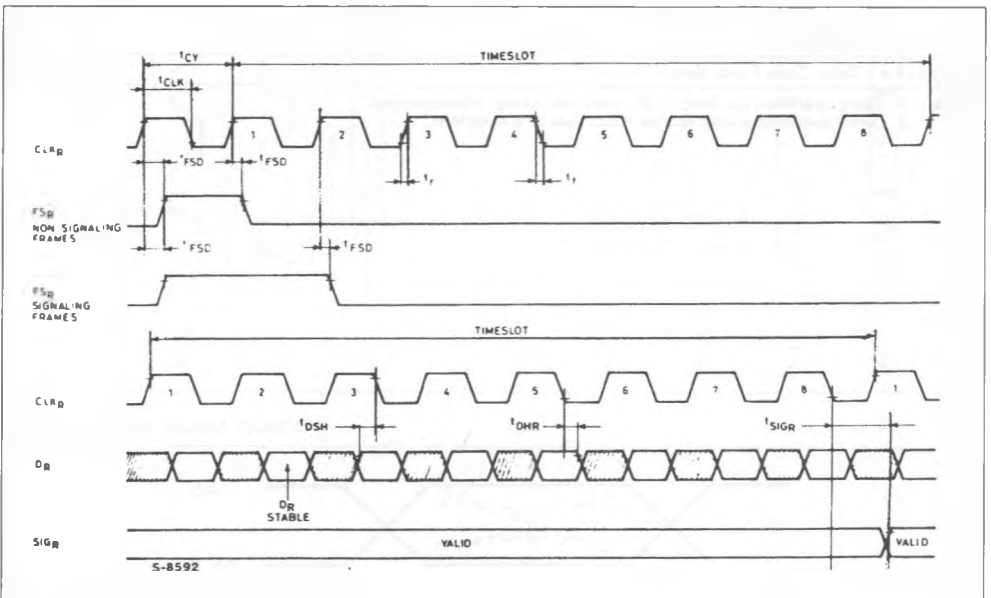 tCY
TIMESLOT
tCLK
CLKR
1 2 3 4 5 6 7 8
tFSD tFSD
tr tf
FSR
NON SIGNALING
FRAMES
tFSD tFSD
FSR
SIGNALING
FRAMES
TIMESLOT
CLKR
1 2 3 4 5 6 7 8 1
tDSH tDHR tSIGR
DR
DR
STABLE
SIGR
VALID VALID
S-8592